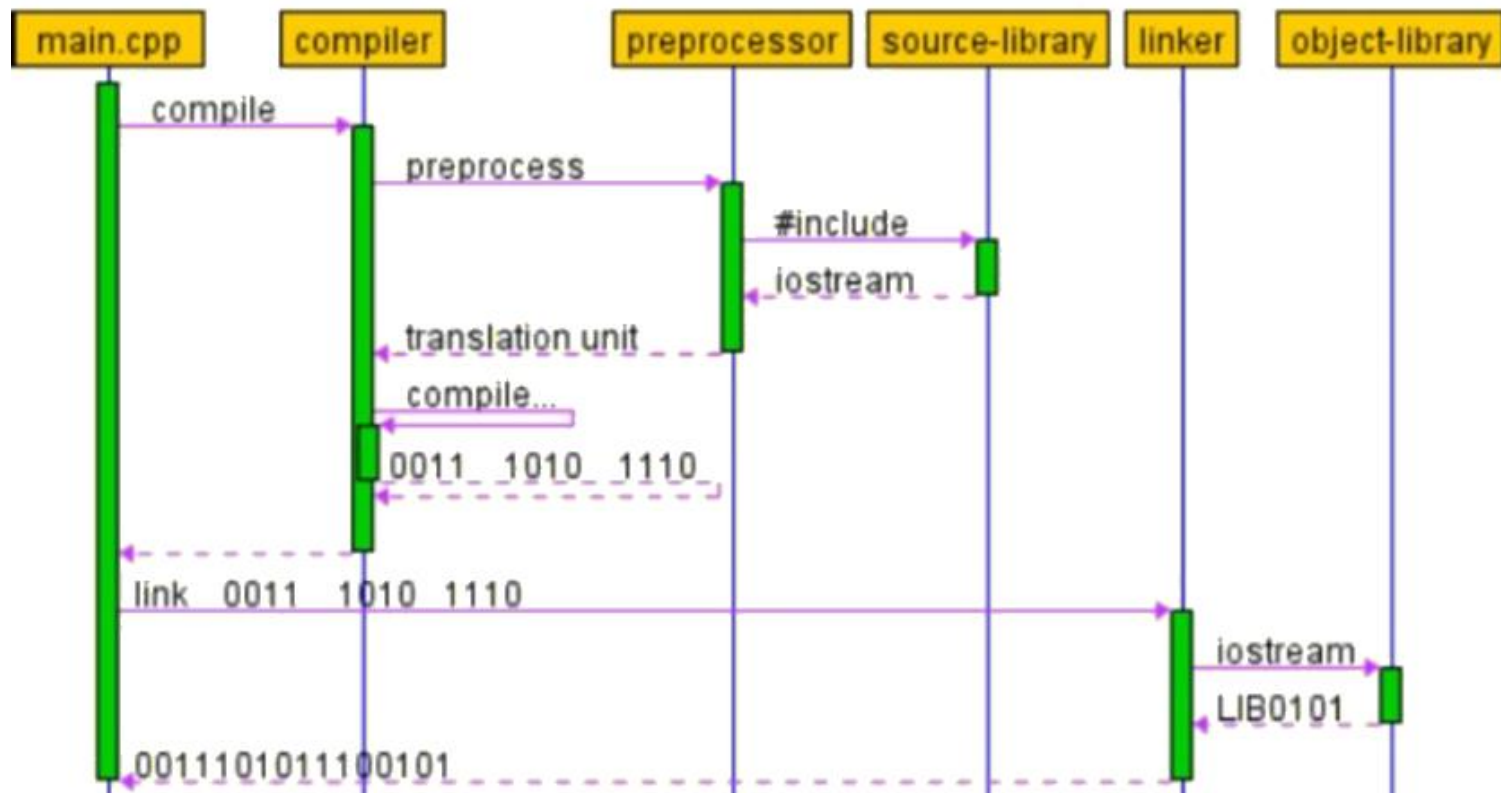 main.cpp compiler preprocessor source-library linker object-library
compile
preprocess
#include
iostream
translation unit
compile...
0011 1010 1110
link 0011 1010 1110
iostream
LIB0101
0011101011100101